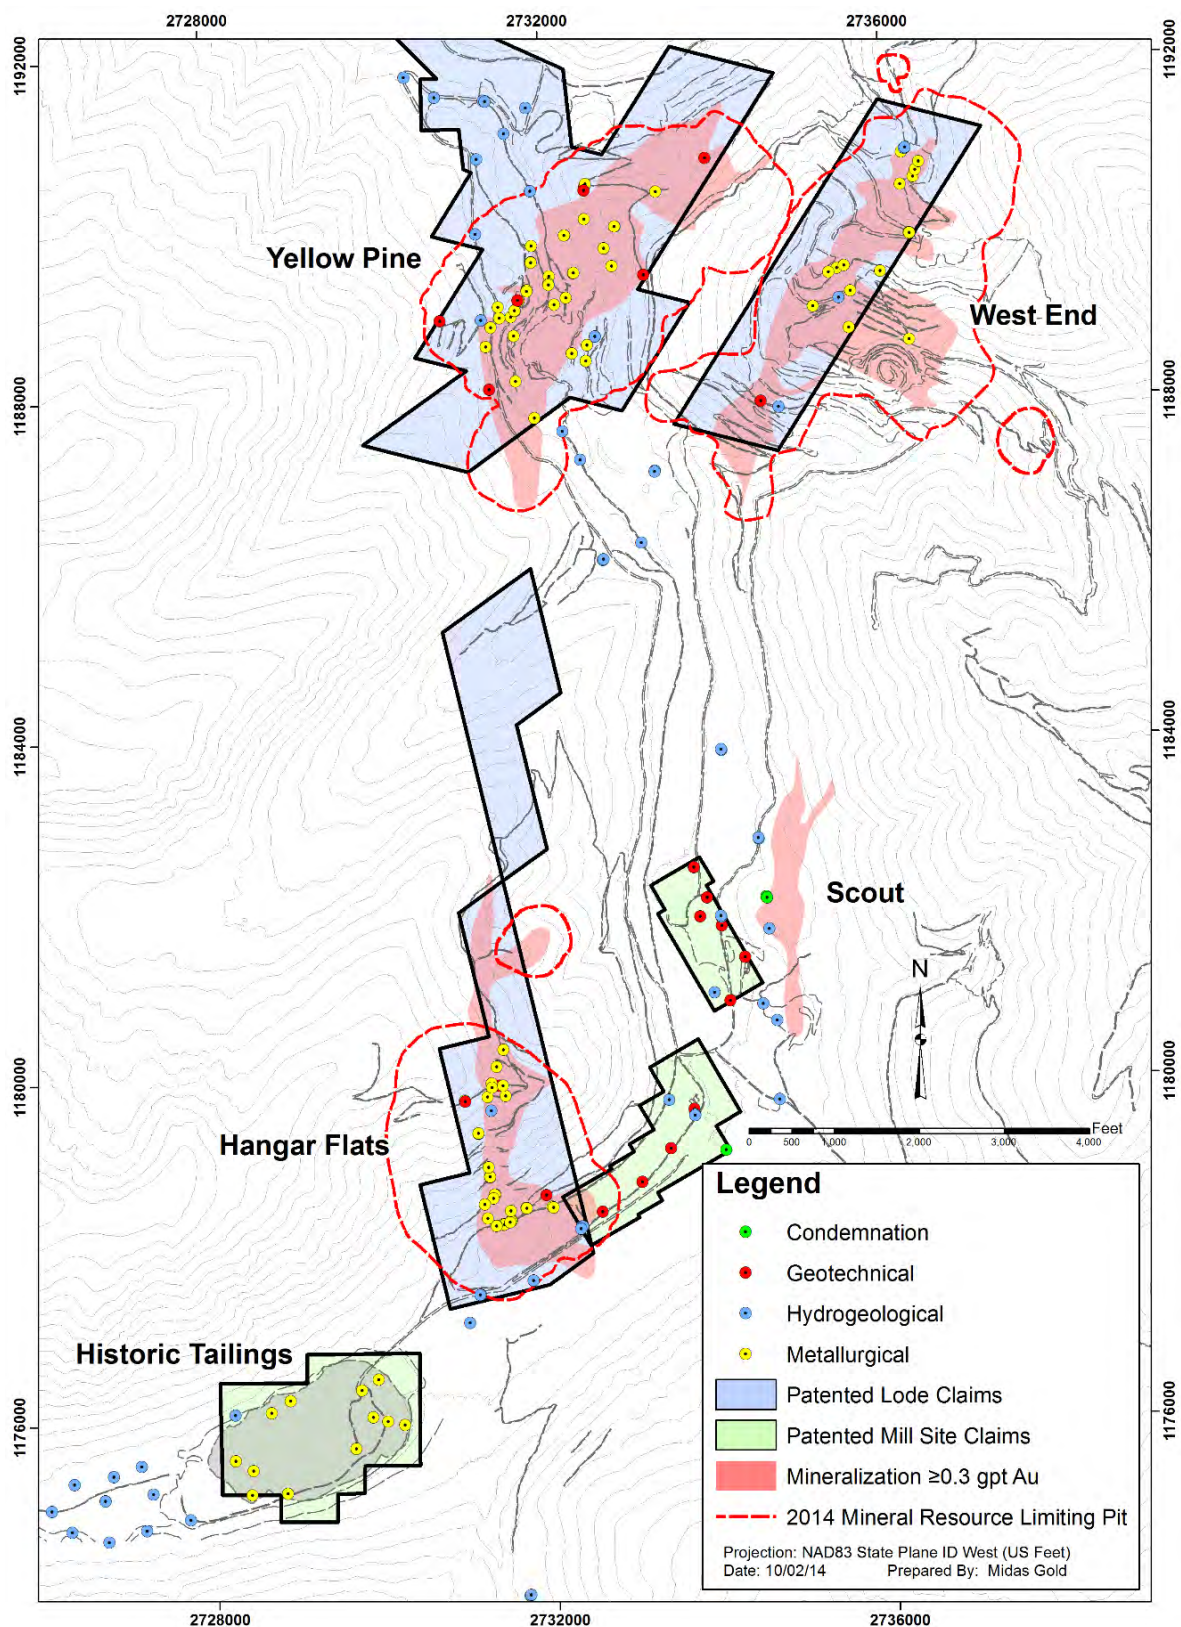 2728000 2732000 2736000
1192000 1192000
Yellow Pine
West End
1188000 1188000
1184000 1184000
Scout
N
1180000 1180000
Feet
0 500 1,000 2,000 3,000 4,000
Hangar Flats
Legend
Condemnation
Geotechnical
Hydrogeological
Metallurgical
Patented Lode Claims
Patented Mill Site Claims
Mineralization ≥0.3 gpt Au
2014 Mineral Resource Limiting Pit
Projection: NAD83 State Plane ID West (US Feet)
Date: 10/02/14 Prepared By: Midas Gold
Historic Tailings
1176000 1176000
2728000 2732000 2736000